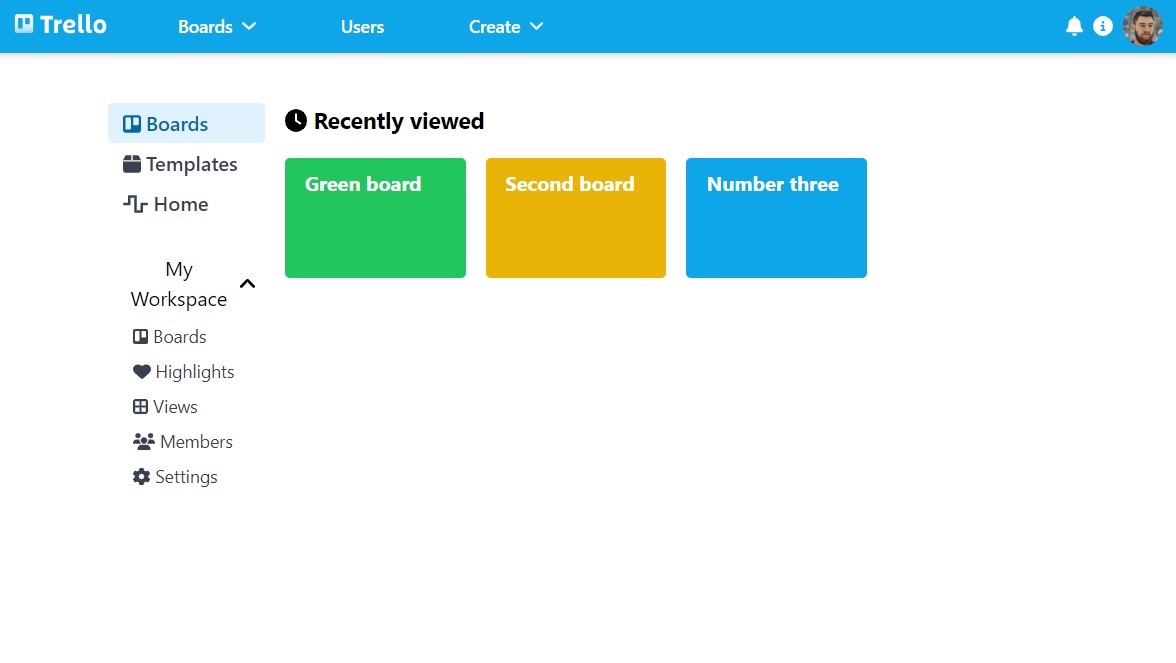 Trello
Boards
Users
Create
Boards
Templates
Home
My
Workspace
Boards
Highlights
Views
Members
Settings
Recently viewed
Green board
Second board
Number three